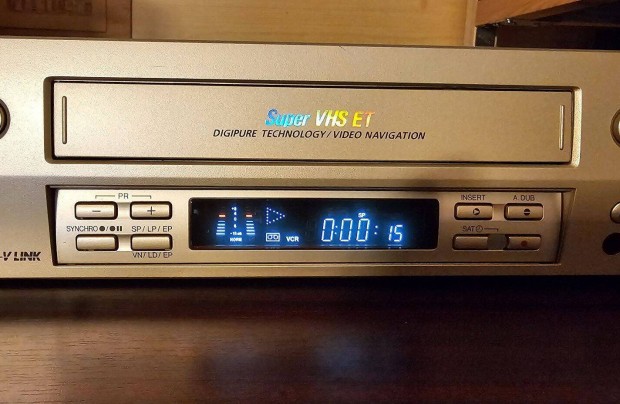 Super VHS ET
DIGIPURE TECHNOLOGY/VIDEO NAVIGATION
PR
INSERT
A.DUB
SP
SYNCHRO
SP/LP/EP
VCR
0:00:15
SAT
VN/LD/EP
V LINK